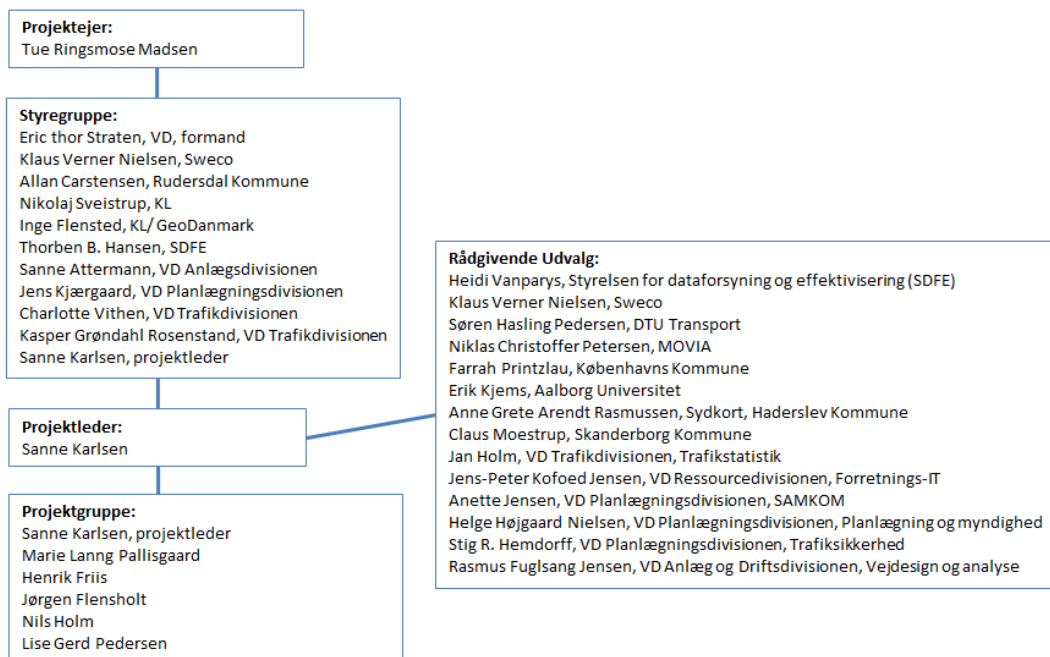 Projektejer:
Tue Ringsmose Madsen
Styregruppe:
Eric thor Straten, VD, formand
Klaus Verner Nielsen, Sweco
Allan Carstensen, Rudersdal Kommune
Nikolaj Sveistrup, KL
Inge Flensted, KL/ GeoDanmark
Thorben B. Hansen, SDFE
Sanne Attermann, VD Anlægsdivisionen
Jens Kjærgaard, VD Planlægningsdivisionen
Charlotte Vithen, VD Trafikdivisionen
Kasper Grøndahl Rosenstand, VD Trafikdivisionen
Sanne Karlsen, projektleder
Projektleder:
Sanne Karlsen
Projektgruppe:
Sanne Karlsen, projektleder
Marie Lanng Pallisgaard
Henrik Friis
Jørgen Flensholt
Nils Holm
Lise Gerd Pedersen
Rådgivende Udvalg:
Heidi Vanparys, Styrelsen for dataforsyning og effektivisering (SDFE)
Klaus Verner Nielsen, Sweco
Søren Hasling Pedersen, DTU Transport
Niklas Christoffer Petersen, MOVIA
Farrah Printzlau, Københavns Kommune
Erik Kjems, Aalborg Universitet
Anne Grete Arendt Rasmussen, Sydkort, Haderslev Kommune
Claus Moestrup, Skanderborg Kommune
Jan Holm, VD Trafikdivisionen, Trafikstatistik
Jens-Peter Kofoed Jensen, VD Ressourcedivisionen, Forretnings-IT
Anette Jensen, VD Planlægningsdivisionen, SAMKOM
Helge Højgaard Nielsen, VD Planlægningsdivisionen, Planlægning og myndighed
Stig R. Hemdorff, VD Planlægningsdivisionen, Trafiksikkerhed
Rasmus Fuglsang Jensen, VD Anlæg og Driftsdivisionen, Vejdesign og analyse